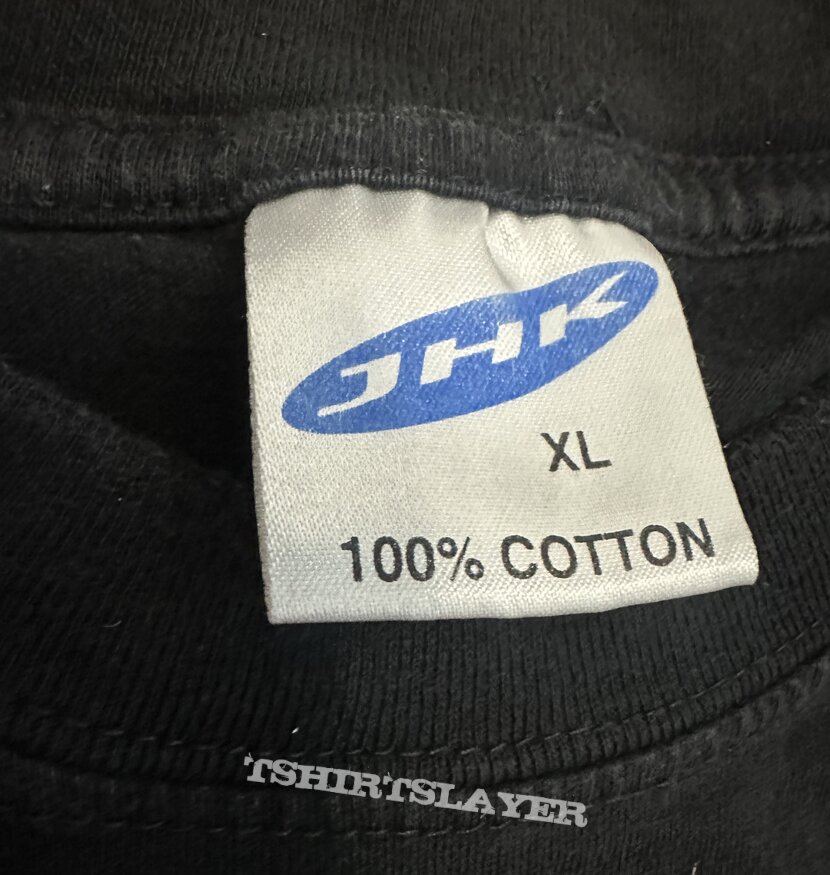 JHK
XL
100% COTTON
TSHIRTSLAYER